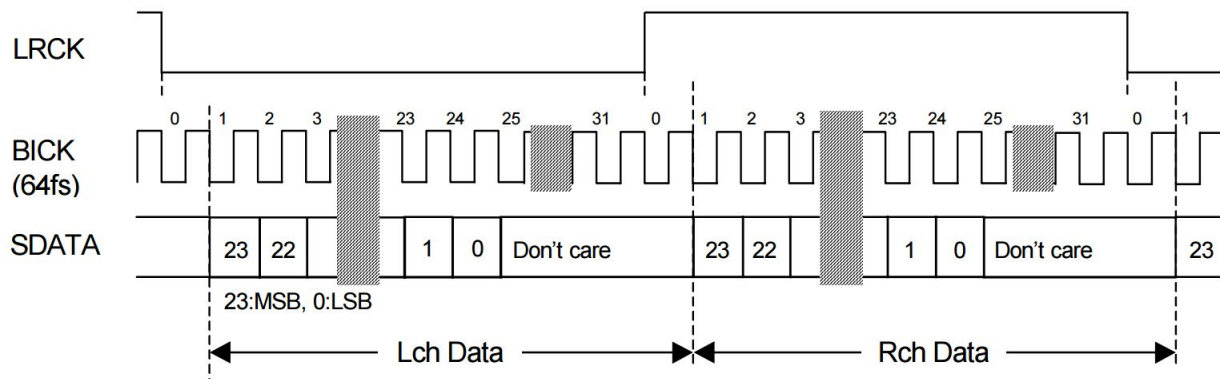 LRCK
0 1 2 3 23 24 25 31 0 1 2 3 23 24 25 31 0 1
BICK
(64fs)
SDATA 23 22 1 0 Don't care 23 22 1 0 Don't care 23
23:MSB, 0:LSB
Lch Data Rch Data